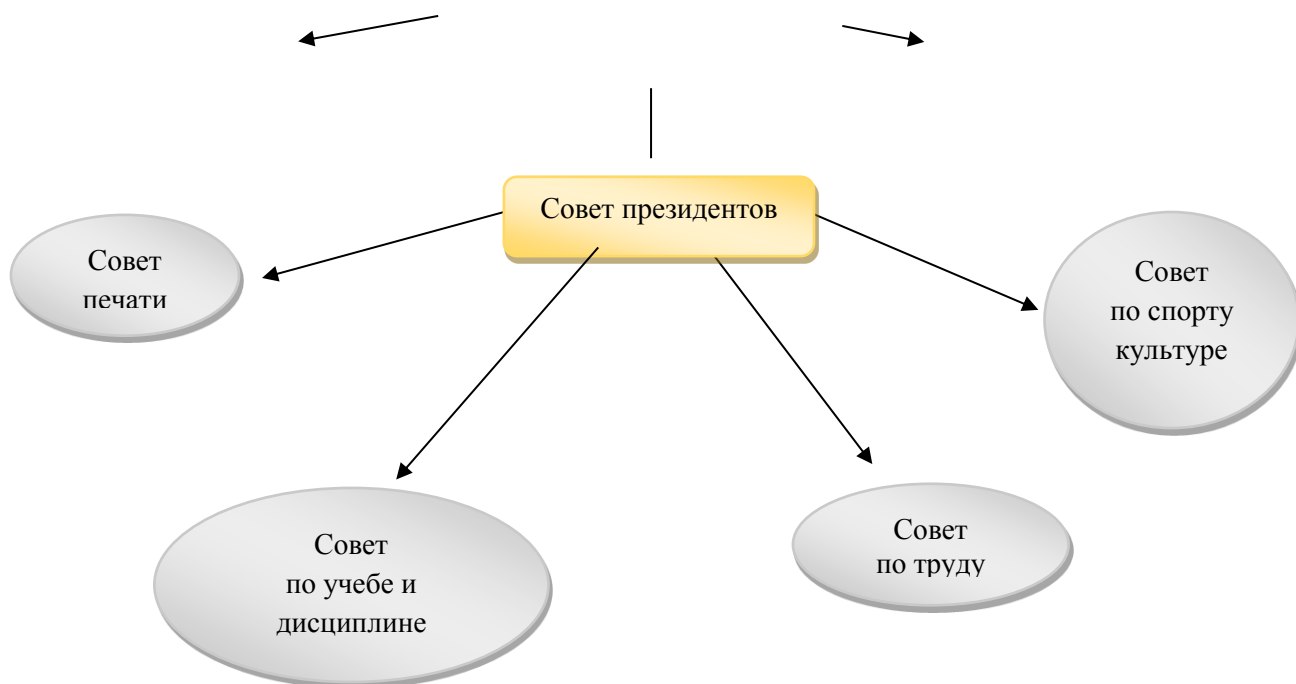 Совет президентов
Совет
печати
Совет
по спорту
культуре
Совет
по учебе и
дисциплине
Совет
по труду